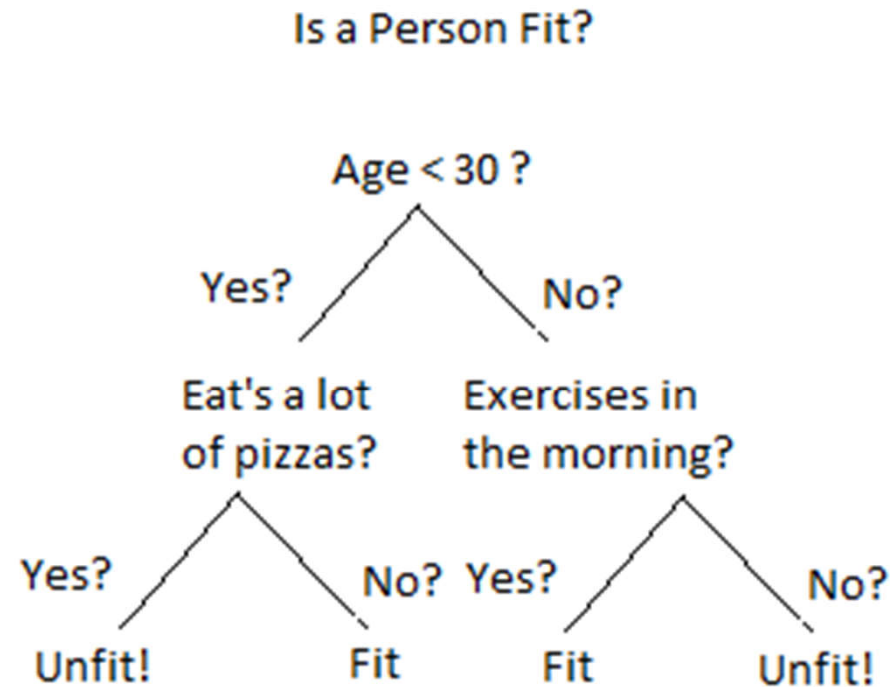 Is a Person Fit?
Age < 30 ?
Yes?
No?
Eat's a lot
of pizzas?
Exercises in
the morning?
Yes?
No?
Yes?
No?
Unfit!
Fit
Fit
Unfit!